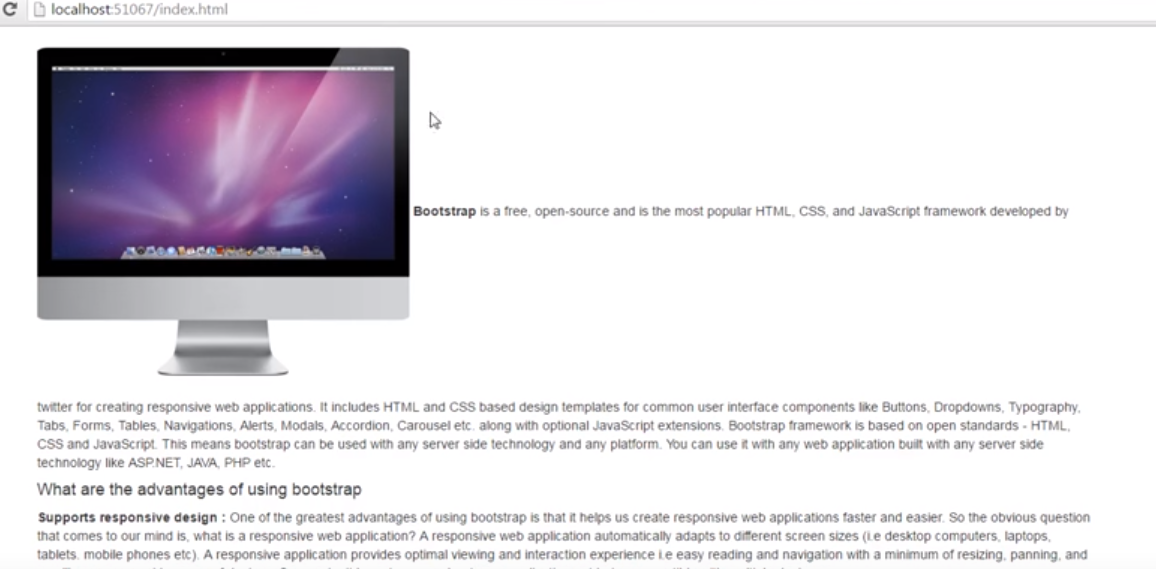 localhost:51067/index.html
Bootstrap is a free, open-source and is the most popular HTML, CSS, and JavaScript framework developed by
twitter for creating responsive web applications. It includes HTML and CSS based design templates for common user interface components like Buttons, Dropdowns, Typography,
Tabs, Forms, Tables, Navigations, Alerts, Modals, Accordion, Carousel etc. along with optional JavaScript extensions. Bootstrap framework is based on open standards - HTML,
CSS and JavaScript. This means bootstrap can be used with any server side technology and any platform. You can use it with any web application built with any server side
technology like ASP.NET, JAVA, PHP etc.
What are the advantages of using bootstrap
Supports responsive design : One of the greatest advantages of using bootstrap is that it helps us create responsive web applications faster and easier. So the obvious question
that comes to our mind is, what is a responsive web application? A responsive web application automatically adapts to different screen sizes (i.e desktop computers, laptops,
tablets. mobile phones etc). A responsive application provides optimal viewing and interaction experience i.e easy reading and navigation with a minimum of resizing, panning, and